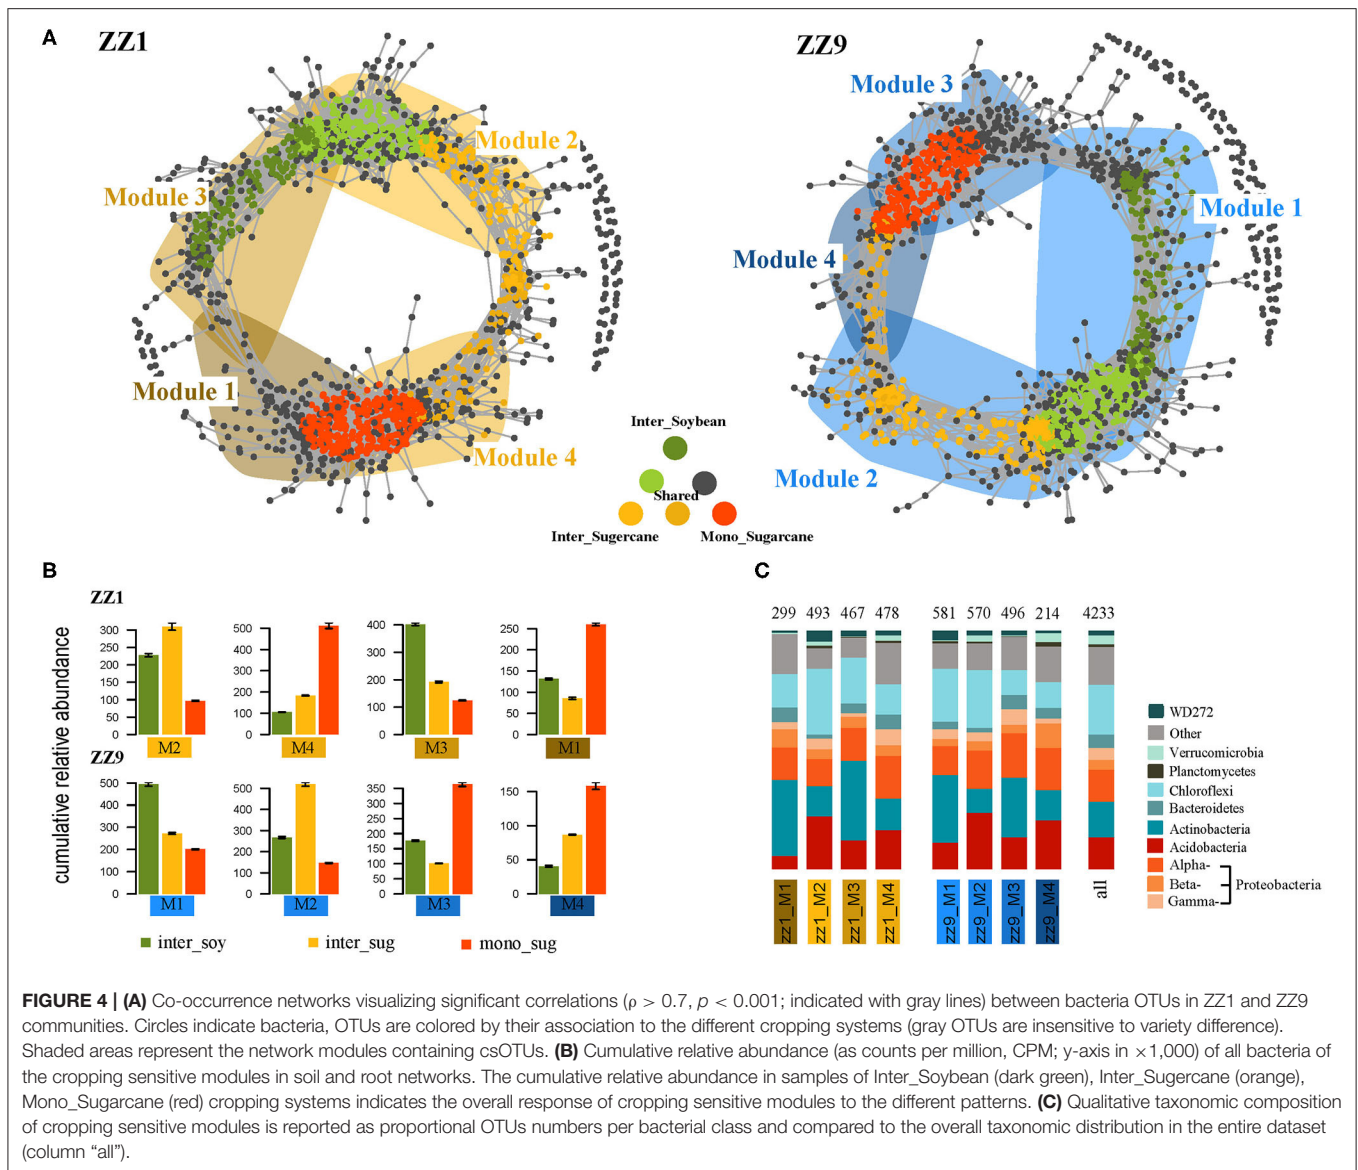 A
ZZ1
ZZ9
Module 3
Module 2
Module 3
Module 1
Module 4
Module 1
Module 4
Module 2
Inter_Soybean
Shared
Inter_Sugercane
Mono_Sugarcane
B
ZZ1
cumulative relative abundance
300
250
200
150
100
50
0
M2
500
400
300
200
100
0
M4
400
300
200
100
0
M3
250
200
150
100
50
0
M1
ZZ9
500
400
300
200
100
0
M1
500
400
300
200
100
0
M2
350
300
250
200
150
100
50
0
M3
150
100
50
0
M4
inter_soy
inter_sug
mono_sug
C
299 493 467 478 581 570 496 214 4233
zz1_M1
zz1_M2
zz1_M3
zz1_M4
zz9_M1
zz9_M2
zz9_M3
zz9_M4
all
WD272
Other
Verrucomicrobia
Planctomycetes
Chloroflexi
Bacteroidetes
Actinobacteria
Acidobacteria
Alpha-
Beta- Proteobacteria
Gamma-
FIGURE 4 | (A) Co-occurrence networks visualizing significant correlations (ρ > 0.7, p < 0.001; indicated with gray lines) between bacteria OTUs in ZZ1 and ZZ9
communities. Circles indicate bacteria, OTUs are colored by their association to the different cropping systems (gray OTUs are insensitive to variety difference).
Shaded areas represent the network modules containing csOTUs. (B) Cumulative relative abundance (as counts per million, CPM; y-axis in ×1,000) of all bacteria of
the cropping sensitive modules in soil and root networks. The cumulative relative abundance in samples of Inter_Soybean (dark green), Inter_Sugercane (orange),
Mono_Sugarcane (red) cropping systems indicates the overall response of cropping sensitive modules to the different patterns. (C) Qualitative taxonomic composition
of cropping sensitive modules is reported as proportional OTUs numbers per bacterial class and compared to the overall taxonomic distribution in the entire dataset
(column “all”).